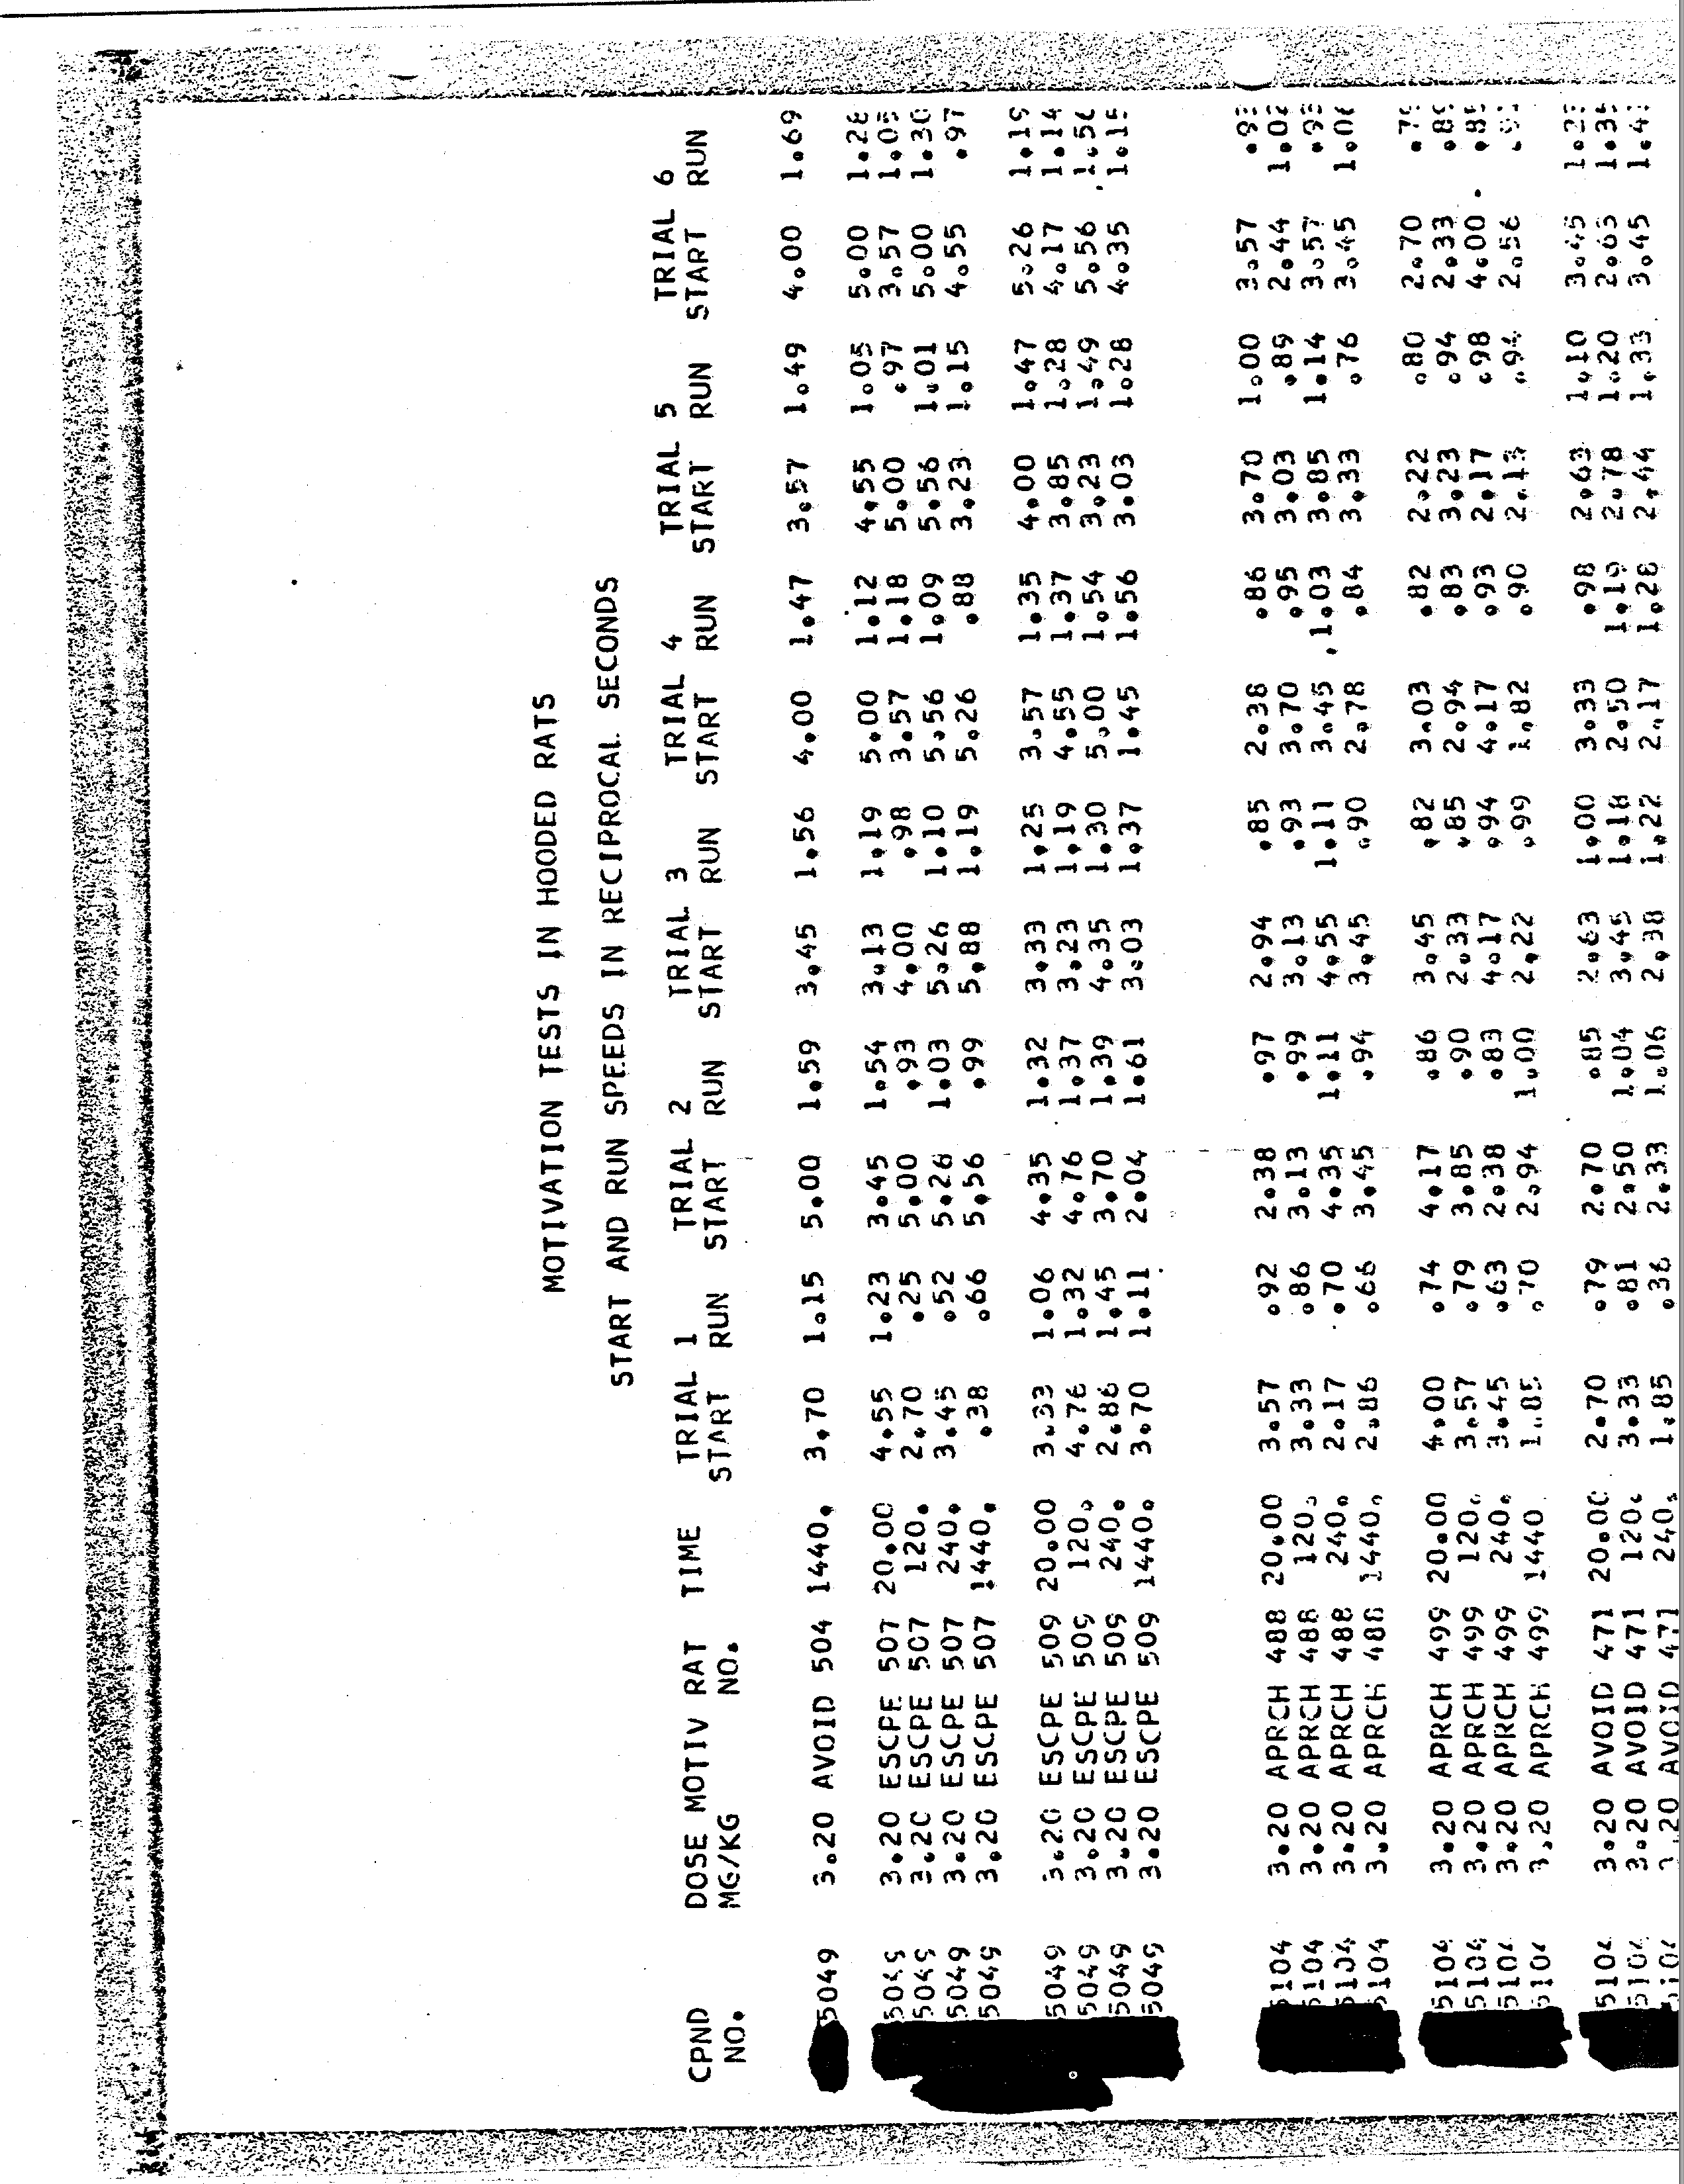 MOTIVATION TESTS IN HOODED RATS
START AND RUN SPEEDS IN RECIPROCAL SECONDS
CPND DOSE MOTIV RAT TIME TRIAL 1 TRIAL 2 TRIAL 3 TRIAL 4 TRIAL 5 TRIAL 6
NO. MG/KG NO. START RUN START RUN START RUN START RUN START RUN START RUN
5049 3.20 AVOID 504 1440. 3.70 1.15 5.00 1.59 3.45 1.56 4.00 1.47 3.57 1.49 4.00 1.69
5049 3.20 ESCPE 507 20.00 4.55 1.23 3.45 1.54 3.13 1.19 5.00 1.12 4.55 1.05 5.00 1.28
5049 3.20 ESCPE 507 120. 2.70 .25 5.00 .93 4.00 .98 3.57 1.18 5.00 .97 3.57 1.05
5049 3.20 ESCPE 507 240. 3.45 .52 5.26 1.03 5.26 1.10 5.56 1.09 5.56 1.01 5.00 1.30
5049 3.20 ESCPE 507 1440. .38 .66 5.56 .99 5.88 1.19 5.26 .88 3.23 1.15 4.55 .97
5049 3.20 ESCPE 509 20.00 3.33 1.06 4.35 1.32 3.33 1.25 3.57 1.35 4.00 1.47 5.26 1.19
5049 3.20 ESCPE 509 120. 4.76 1.32 4.76 1.37 3.23 1.19 4.55 1.37 3.85 1.28 4.17 1.14
5049 3.20 ESCPE 509 240. 2.86 1.45 3.70 1.39 4.35 1.30 5.00 1.54 3.23 1.49 5.56 1.56
5049 3.20 ESCPE 509 1440. 3.70 1.11 2.04 1.61 3.03 1.37 1.45 1.56 3.03 1.28 4.35 1.15
5104 3.20 APRCH 488 20.00 3.57 .92 2.38 .97 2.94 .85 2.38 .86 3.70 1.00 3.57
5104 3.20 APRCH 488 120. 3.33 .86 3.13 .99 3.13 .93 3.70 .95 3.03 .89 2.44
5104 3.20 APRCH 488 240. 2.17 .70 4.35 1.11 4.55 1.11 3.45 1.03 3.85 1.14 3.57
5104 3.20 APRCH 488 1440. 2.86 .66 3.45 .94 3.45 .90 2.78 .84 3.33 .76 3.45
5104 3.20 APRCH 499 20.00 4.00 .74 4.17 .86 3.45 .82 3.03 .82 2.22 .80 2.70
5104 3.20 APRCH 499 120. 3.57 .79 3.85 .90 2.33 .85 2.94 .83 3.23 .94 2.33
5104 3.20 APRCH 499 240. 3.45 .63 2.38 .83 4.17 .94 4.17 .93 2.17 .98 4.00
5104 3.20 APRCH 499 1440 1.85 .70 2.94 1.00 2.22 .99 1.82 .90 2.13 .94 2.56
5104 3.20 AVOID 471 20.00 2.70 .79 2.70 .85 2.63 1.00 3.33 .98 2.63 1.10 3.45
5104 3.20 AVOID 471 120. 3.33 .81 2.50 1.04 3.45 1.18 2.50 1.19 2.78 1.20 2.63
3.20 AVOID 471 240. 1.85 .36 2.33 1.06 2.38 1.22 2.17 1.28 2.44 1.33 3.45